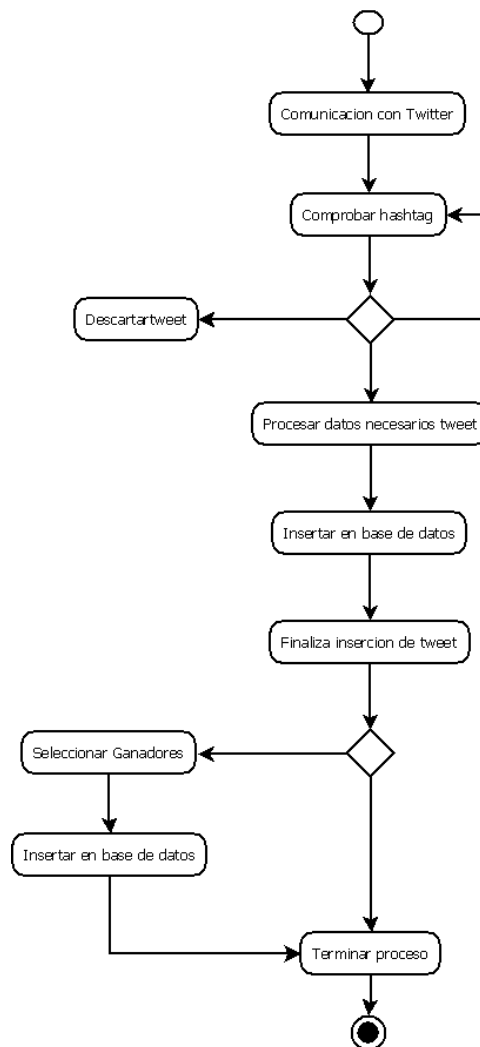 Comunicacion con Twitter
Comprobar hashtag
Descartartweet
Procesar datos necesarios tweet
Insertar en base de datos
Finaliza insercion de tweet
Seleccionar Ganadores
Insertar en base de datos
Terminar proceso